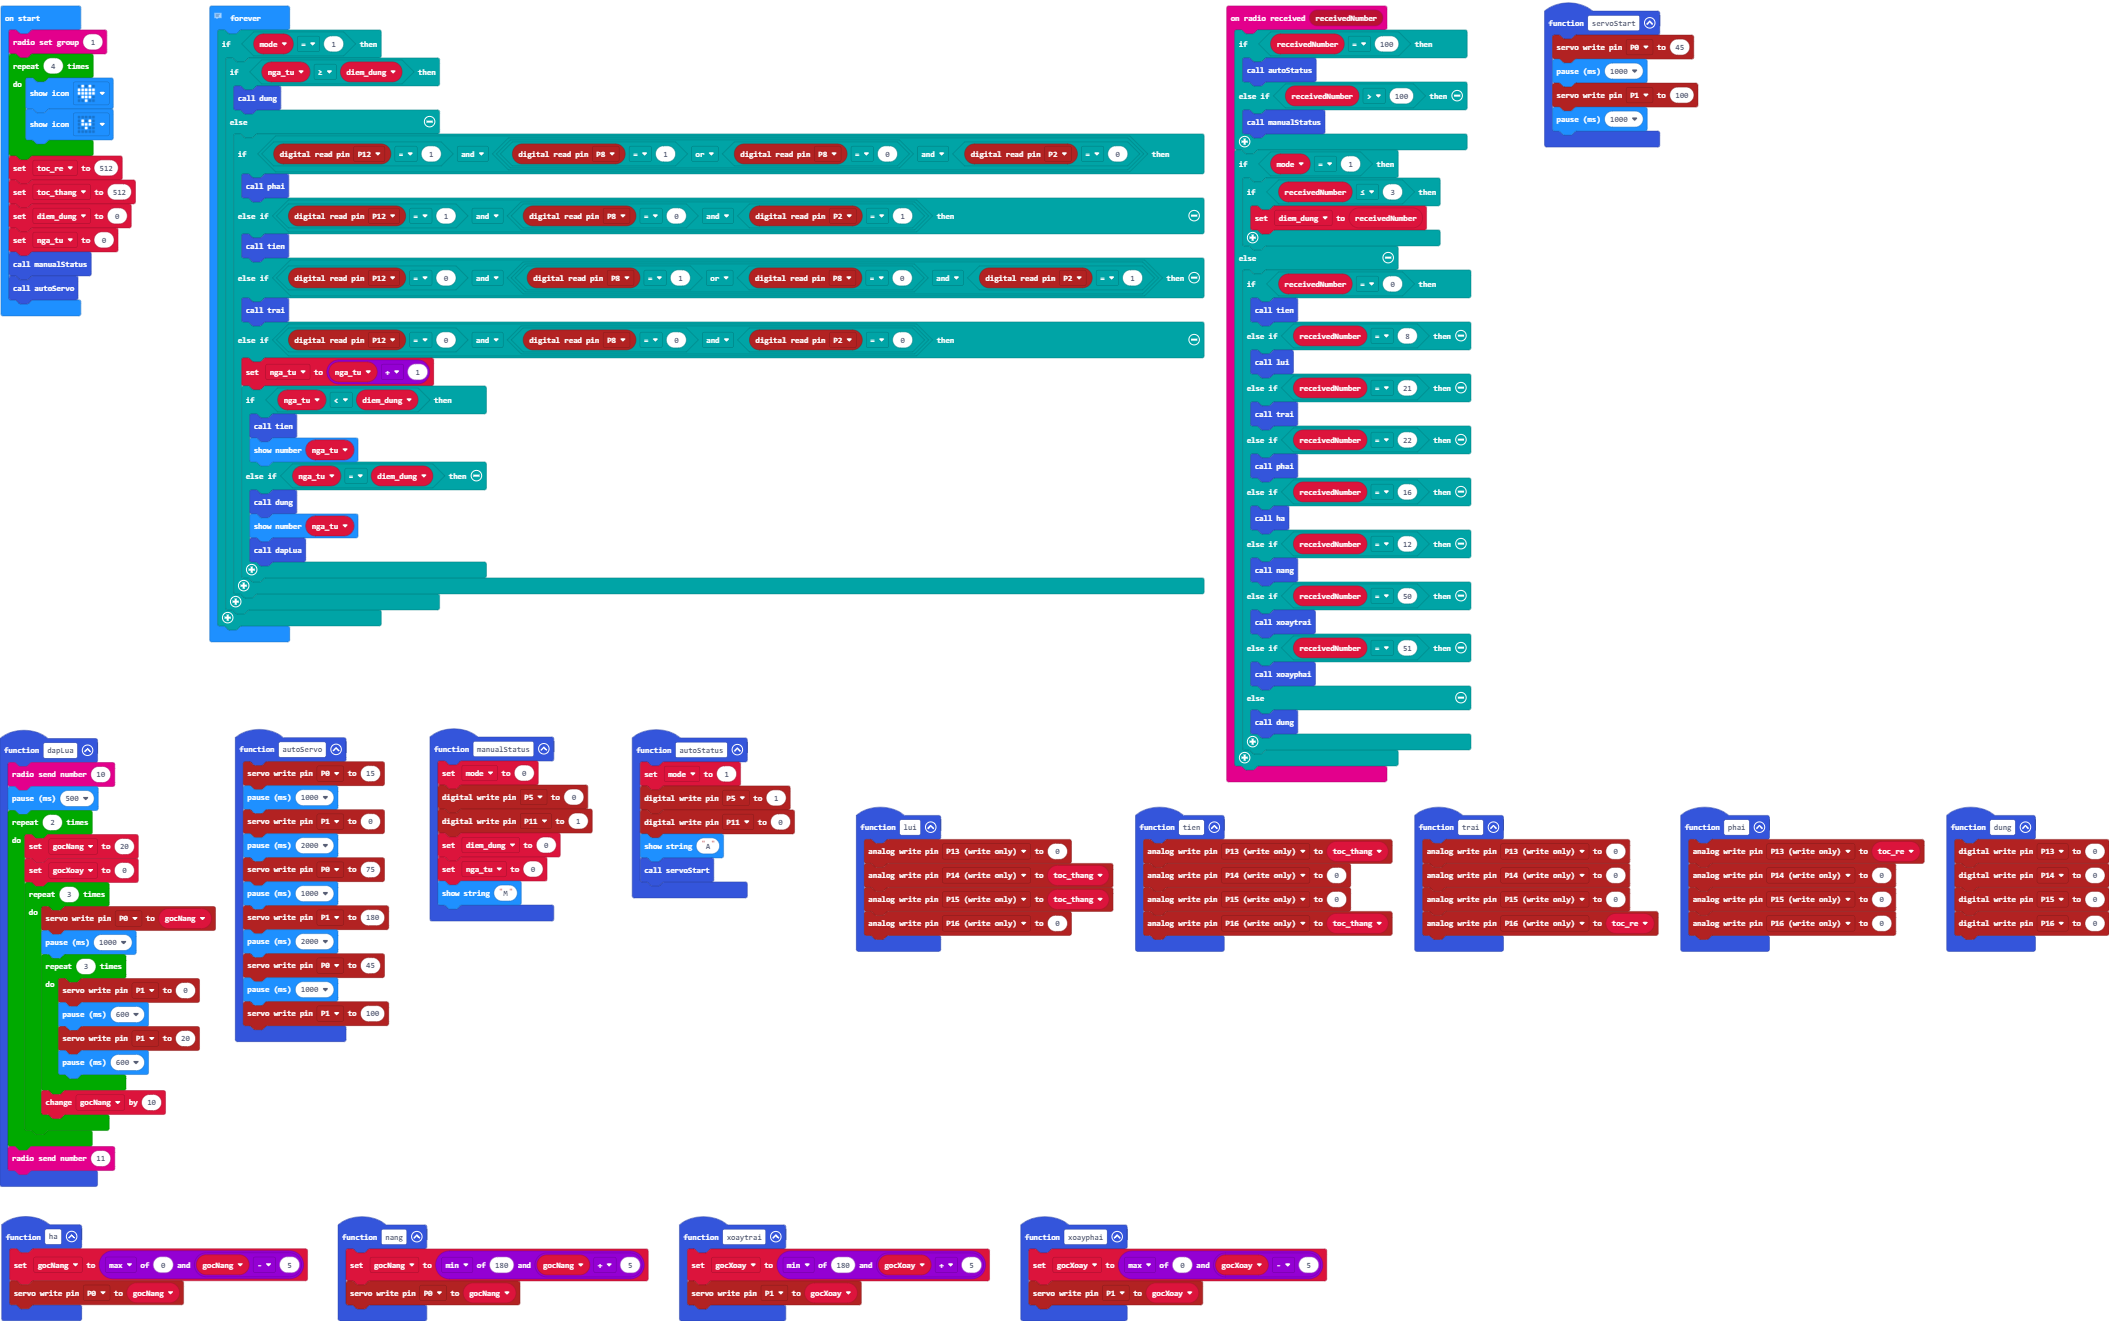 on start
radio set group 1
repeat 4 times
do
show icon
show icon
set toc_re to 512
set toc_thang to 512
set diem_dung to 0
set nga_tu to 0
call manualStatus
call autoServo
forever
if mode = 1 then
if nga_tu ≥ diem_dung then
call dung
else
if digital read pin P12 = 1 and digital read pin P8 = 1 or digital read pin P8 = 0 and digital read pin P2 = 0 then
call phai
else if digital read pin P12 = 1 and digital read pin P8 = 0 and digital read pin P2 = 1 then
call tien
else if digital read pin P12 = 0 and digital read pin P8 = 1 or digital read pin P8 = 0 and digital read pin P2 = 1 then
call trai
else if digital read pin P12 = 0 and digital read pin P8 = 0 and digital read pin P2 = 0 then
set nga_tu to nga_tu + 1
if nga_tu < diem_dung then
call tien
show number nga_tu
else if nga_tu = diem_dung then
call dung
show number nga_tu
call dapLua
on radio received receivedNumber
if receivedNumber = 100 then
call autoStatus
else if receivedNumber > 100 then
call manualStatus
if mode = 1 then
if receivedNumber ≤ 3 then
set diem_dung to receivedNumber
else
if receivedNumber = 0 then
call tien
else if receivedNumber = 8 then
call lui
else if receivedNumber = 21 then
call trai
else if receivedNumber = 22 then
call phai
else if receivedNumber = 16 then
call ha
else if receivedNumber = 12 then
call nang
else if receivedNumber = 50 then
call xoaytrai
else if receivedNumber = 51 then
call xoayphai
else
call dung
function servoStart
servo write pin P0 to 45
pause (ms) 1000
servo write pin P1 to 100
pause (ms) 1000
function dapLua
radio send number 10
pause (ms) 500
repeat 2 times
do
set gocNang to 20
set gocXoay to 0
repeat 3 times
do
servo write pin P0 to gocNang
pause (ms) 1000
repeat 3 times
do
servo write pin P1 to 0
pause (ms) 600
servo write pin P1 to 20
pause (ms) 600
change gocNang by 10
radio send number 11
function autoServo
servo write pin P0 to 15
pause (ms) 1000
servo write pin P1 to 0
pause (ms) 2000
servo write pin P0 to 75
pause (ms) 1000
servo write pin P1 to 180
pause (ms) 2000
servo write pin P0 to 45
pause (ms) 1000
servo write pin P1 to 100
function manualStatus
set mode to 0
digital write pin P5 to 0
digital write pin P11 to 1
set diem_dung to 0
set nga_tu to 0
show string "M"
function autoStatus
set mode to 1
digital write pin P5 to 1
digital write pin P11 to 0
show string "A"
call servoStart
function lui
analog write pin P13 (write only) to 0
analog write pin P14 (write only) to toc_thang
analog write pin P15 (write only) to toc_thang
analog write pin P16 (write only) to 0
function tien
analog write pin P13 (write only) to toc_thang
analog write pin P14 (write only) to 0
analog write pin P15 (write only) to 0
analog write pin P16 (write only) to toc_thang
function trai
analog write pin P13 (write only) to 0
analog write pin P14 (write only) to 0
analog write pin P15 (write only) to 0
analog write pin P16 (write only) to toc_re
function phai
analog write pin P13 (write only) to toc_re
analog write pin P14 (write only) to 0
analog write pin P15 (write only) to 0
analog write pin P16 (write only) to 0
function dung
digital write pin P13 to 0
digital write pin P14 to 0
digital write pin P15 to 0
digital write pin P16 to 0
function ha
set gocNang to max of 0 and gocNang - 5
servo write pin P0 to gocNang
function nang
set gocNang to min of 180 and gocNang + 5
servo write pin P0 to gocNang
function xoaytrai
set gocXoay to min of 180 and gocXoay + 5
servo write pin P1 to gocXoay
function xoayphai
set gocXoay to max of 0 and gocXoay - 5
servo write pin P1 to gocXoay